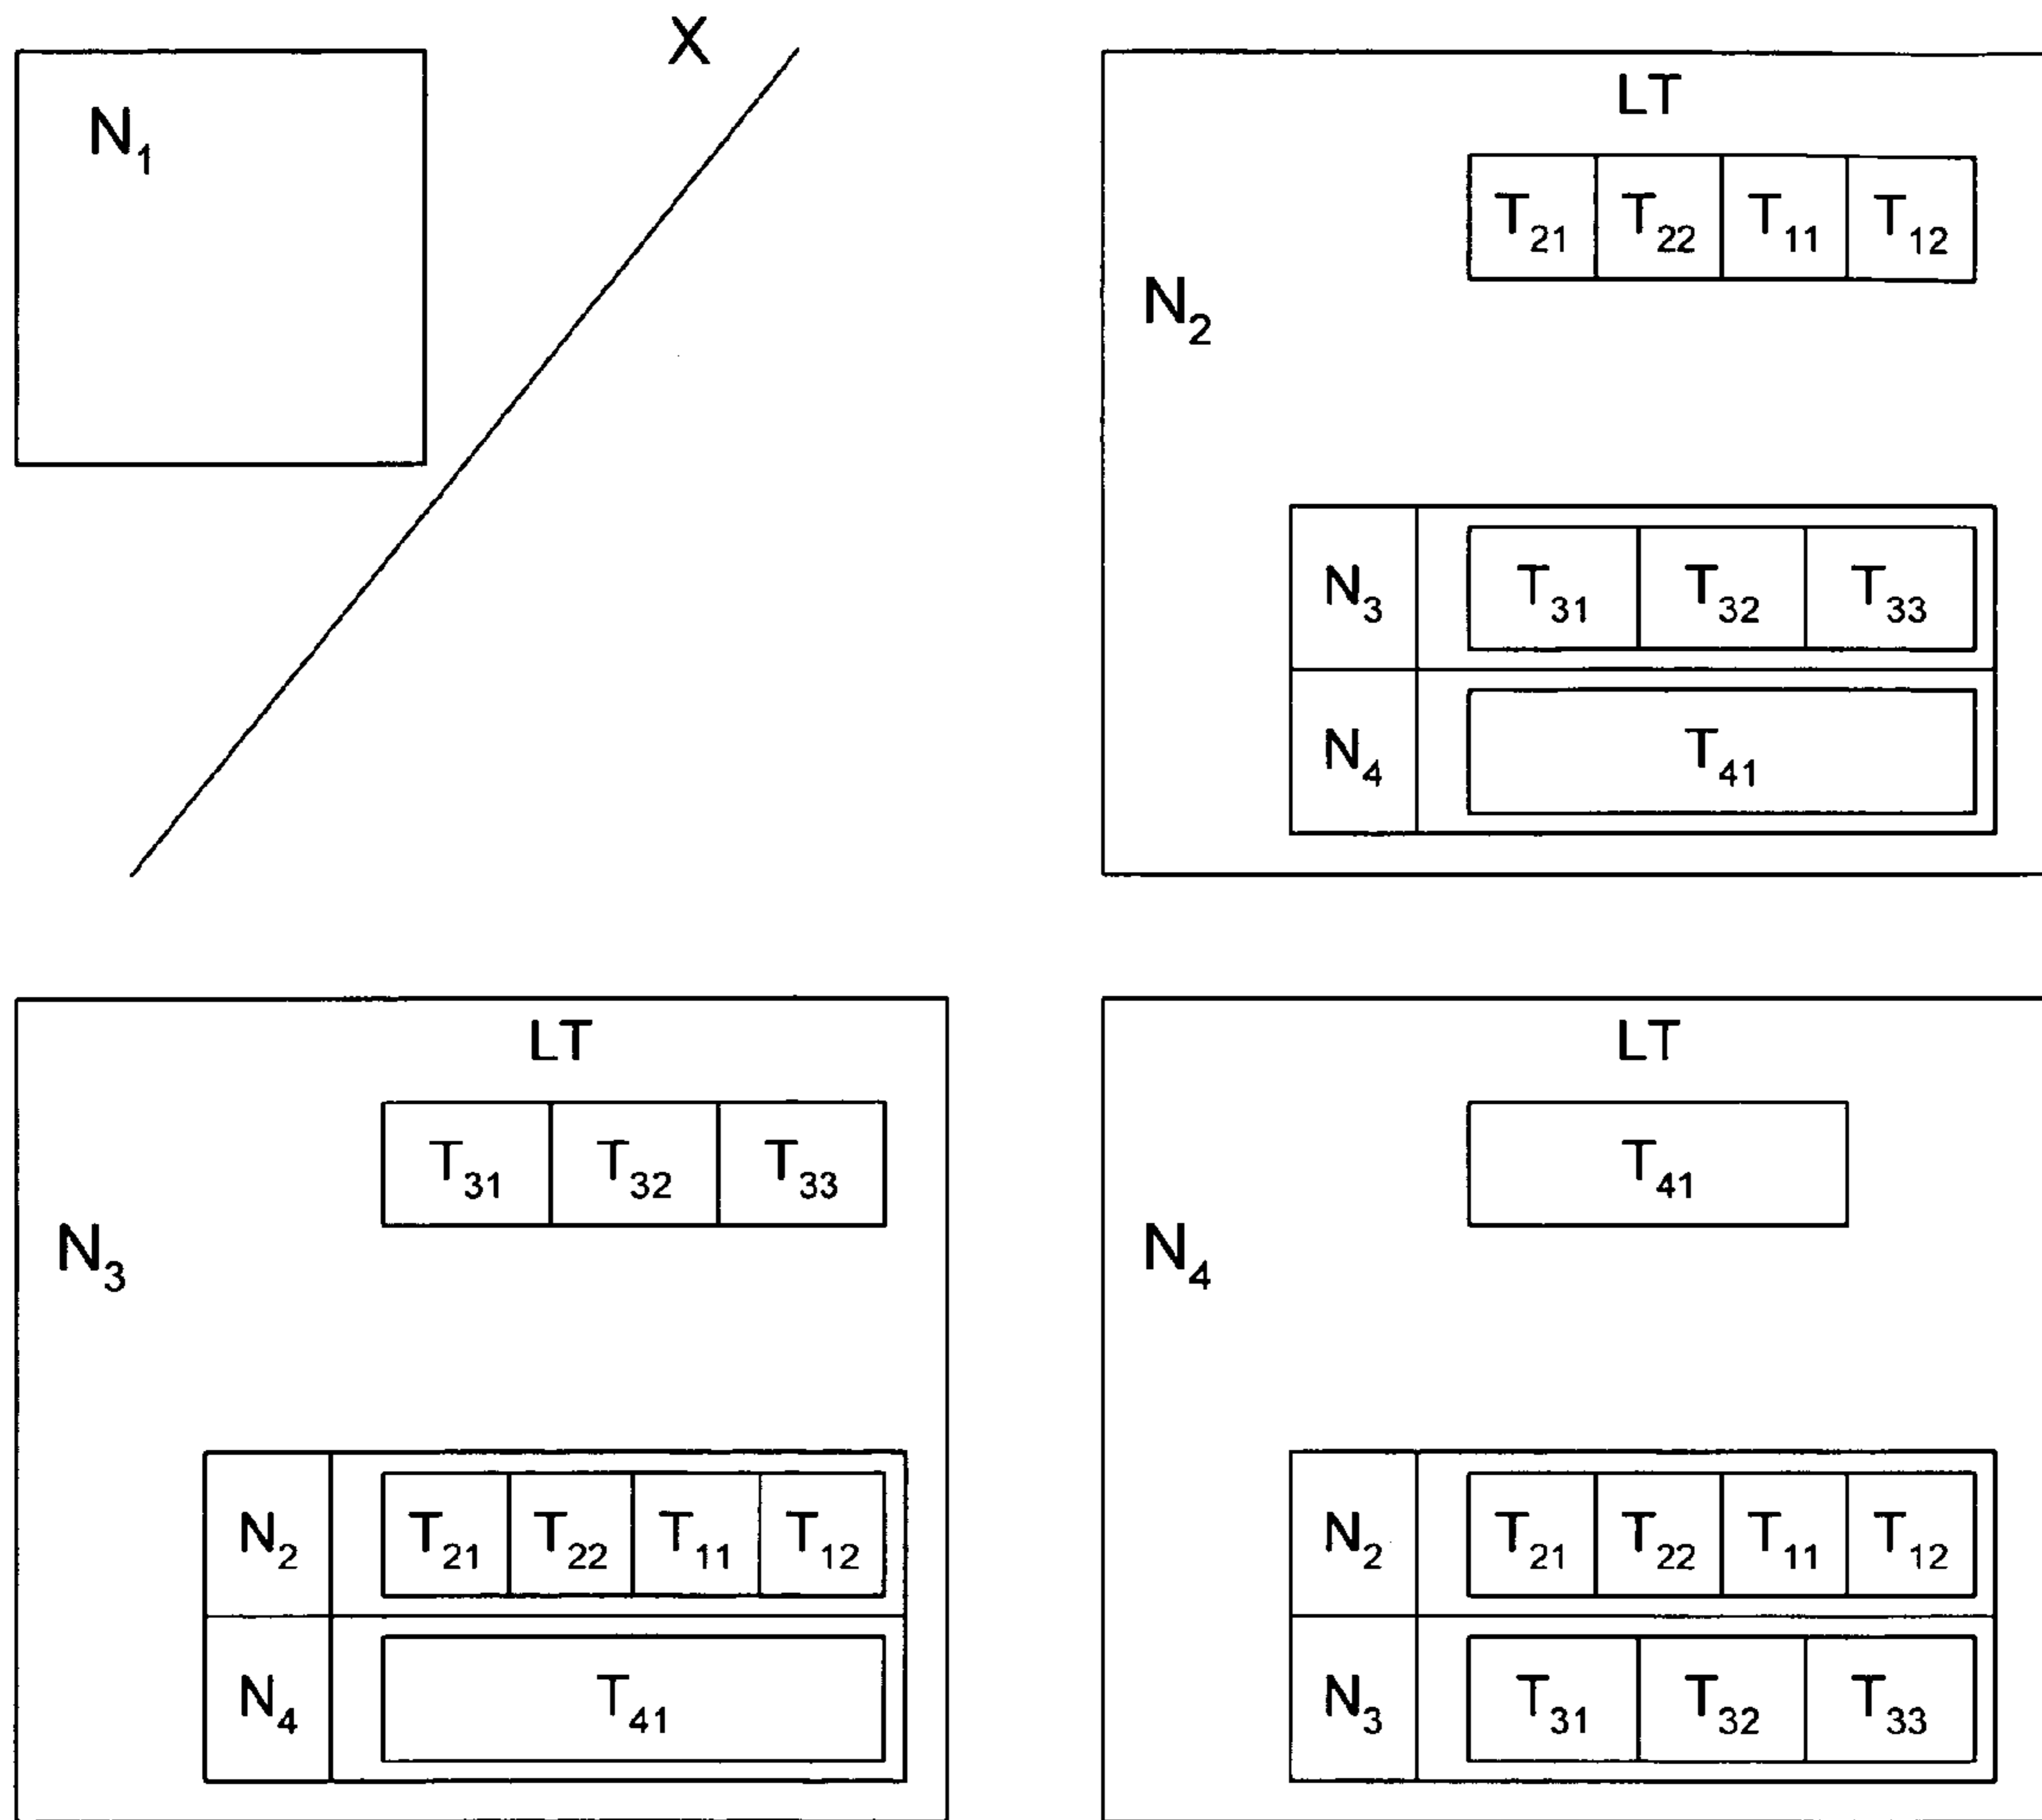 X
N₁
LT
T₂₁ T₂₂ T₁₁ T₁₂
N₂
N₃ T₃₁ T₃₂ T₃₃
N₄ T₄₁
LT
T₃₁ T₃₂ T₃₃
N₃
N₂ T₂₁ T₂₂ T₁₁ T₁₂
N₄ T₄₁
LT
T₄₁
N₄
N₂ T₂₁ T₂₂ T₁₁ T₁₂
N₃ T₃₁ T₃₂ T₃₃